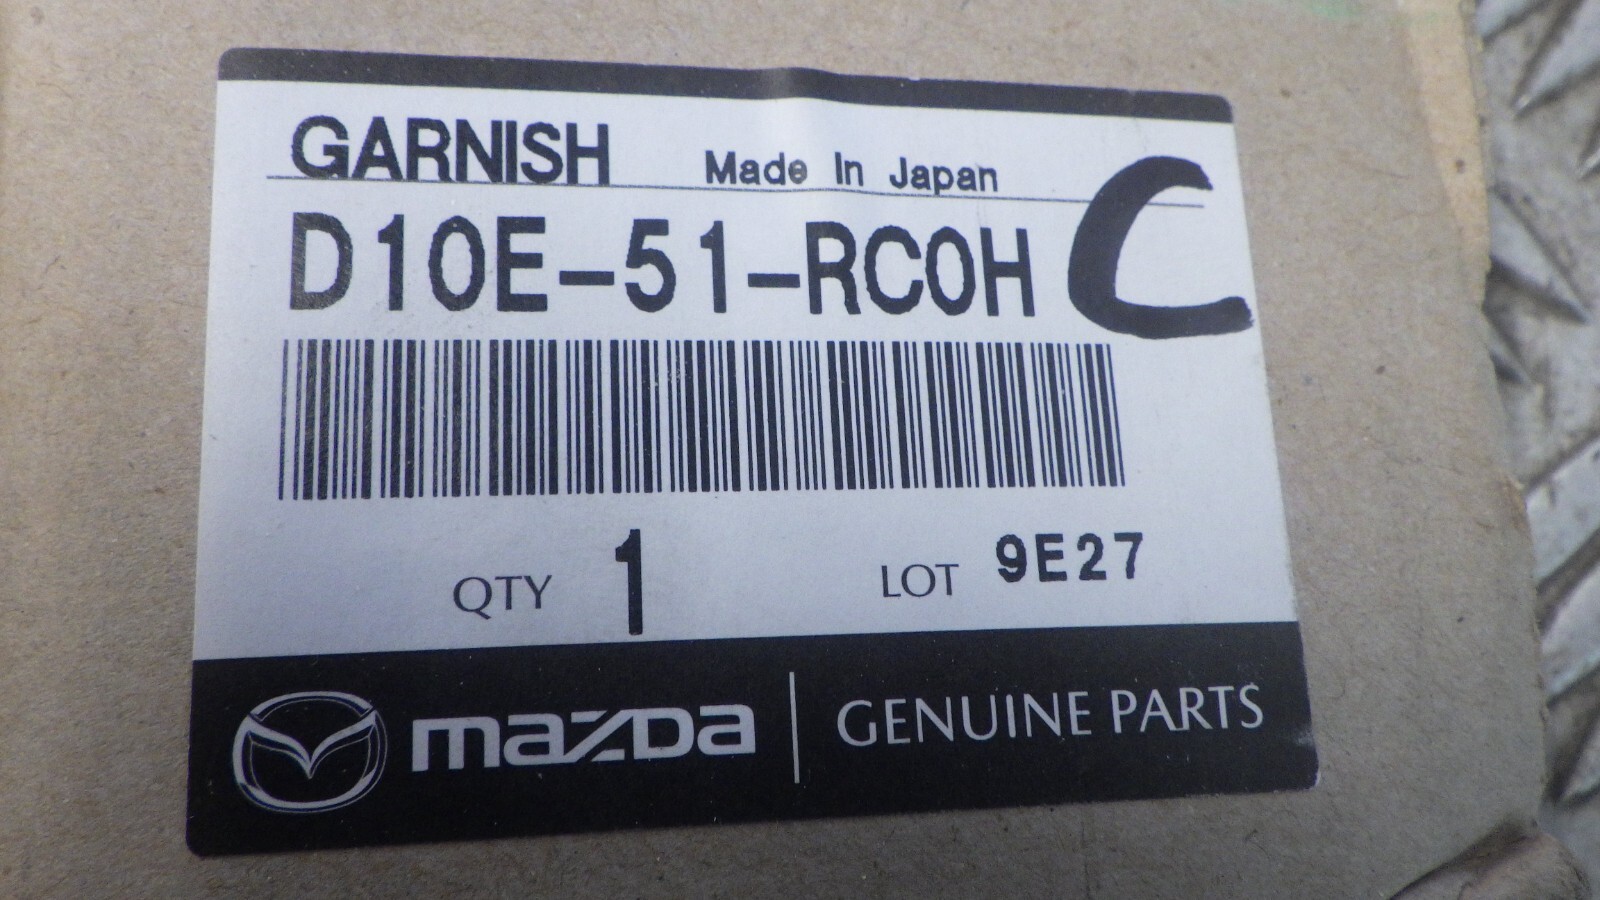 GARNISH Made In Japan
D10E-51-RC0H C
QTY 1 LOT 9E27
mazda GENUINE PARTS